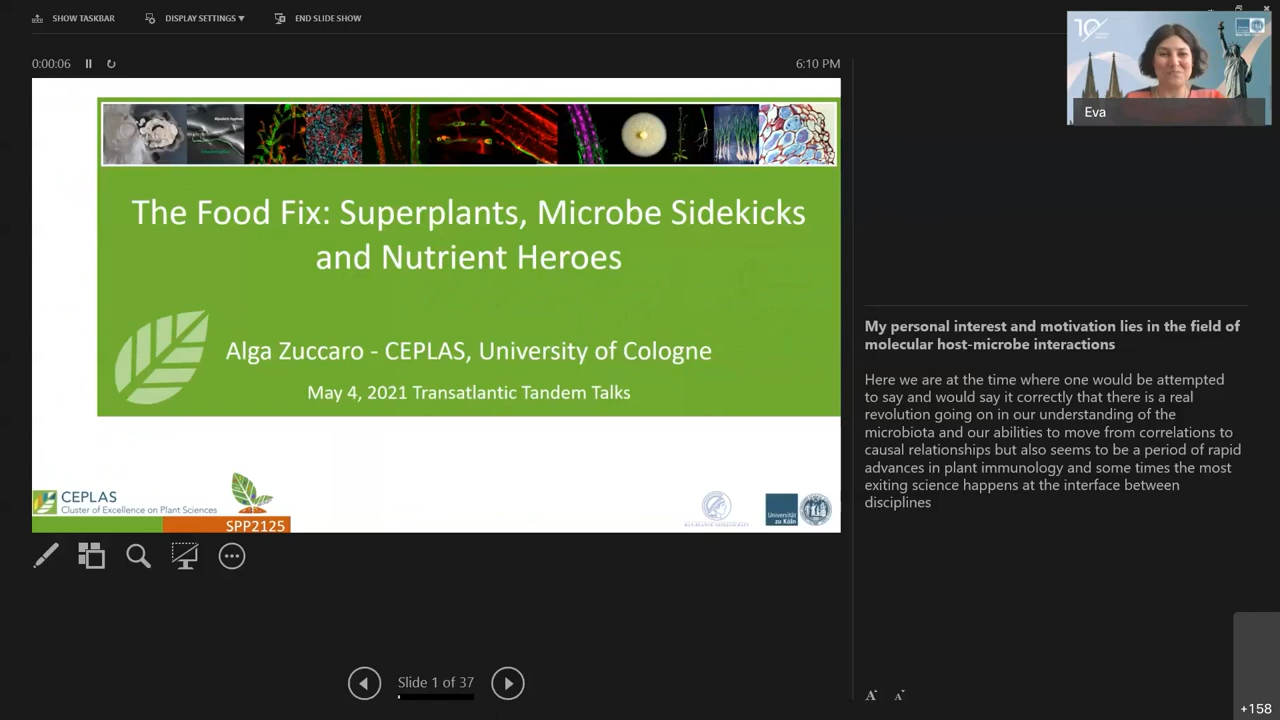 SHOW TASKBAR
DISPLAY SETTINGS ▼
END SLIDE SHOW
0:00:06
6:10 PM
Eva
The Food Fix: Superplants, Microbe Sidekicks
and Nutrient Heroes
Alga Zuccaro - CEPLAS, University of Cologne
May 4, 2021 Transatlantic Tandem Talks
CEPLAS
Cluster of Excellence on Plant Sciences
SPP2125
Universität
zu Köln
My personal interest and motivation lies in the field of
molecular host-microbe interactions
Here we are at the time where one would be attempted
to say and would say it correctly that there is a real
revolution going on in our understanding of the
microbiota and our abilities to move from correlations to
causal relationships but also seems to be a period of rapid
advances in plant immunology and some times the most
exiting science happens at the interface between
disciplines
Slide 1 of 37
A A
+158